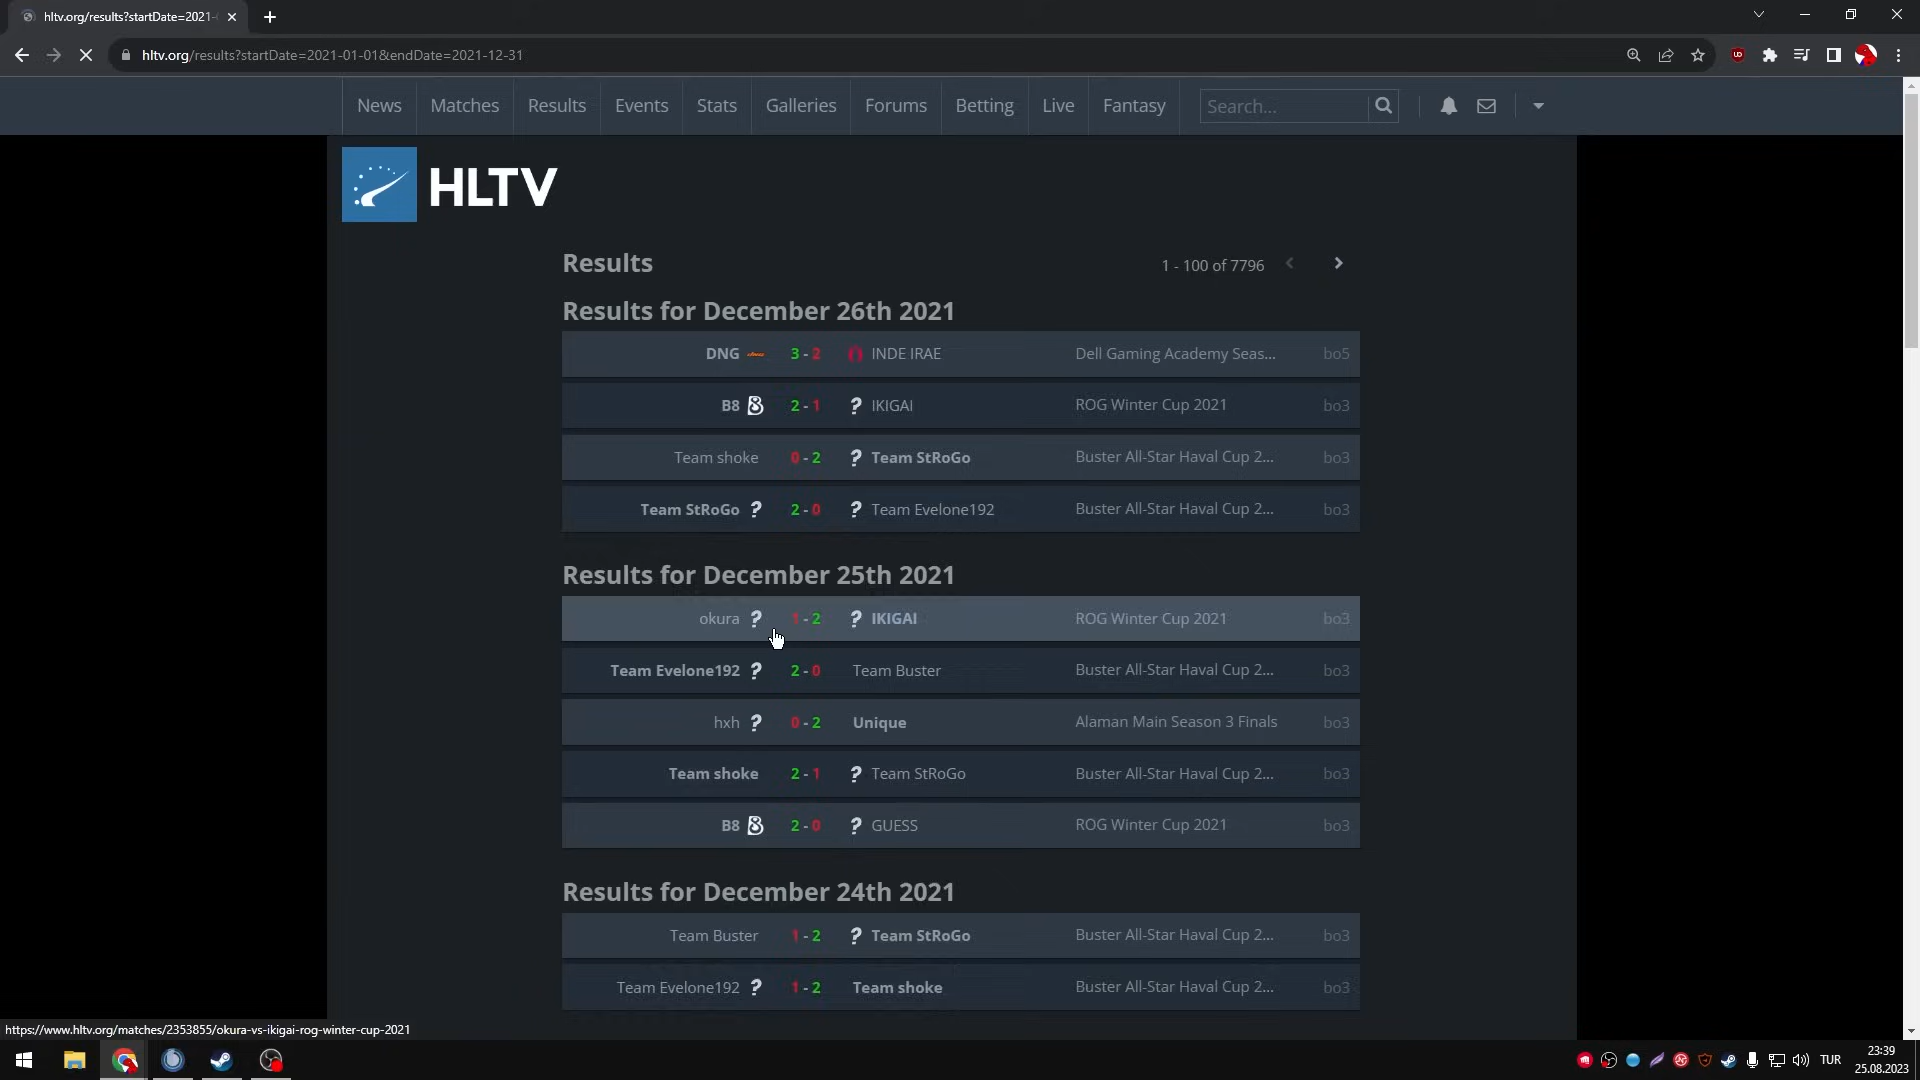 hltv.org/results?startDate=2021-
hltv.org/results?startDate=2021-01-01&endDate=2021-12-31
News Matches Results Events Stats Galleries Forums Betting Live Fantasy Search...
HLTV
Results 1 - 100 of 7796
Results for December 26th 2021
DNG 3 - 2 INDE IRAE Dell Gaming Academy Seas... bo5
B8 2 - 1 ? IKIGAI ROG Winter Cup 2021 bo3
Team shoke 0 - 2 ? Team StRoGo Buster All-Star Haval Cup 2... bo3
Team StRoGo ? 2 - 0 ? Team Evelone192 Buster All-Star Haval Cup 2... bo3
Results for December 25th 2021
okura ? 1 - 2 ? IKIGAI ROG Winter Cup 2021 bo3
Team Evelone192 ? 2 - 0 Team Buster Buster All-Star Haval Cup 2... bo3
hxh ? 0 - 2 Unique Alaman Main Season 3 Finals bo3
Team shoke 2 - 1 ? Team StRoGo Buster All-Star Haval Cup 2... bo3
B8 2 - 0 ? GUESS ROG Winter Cup 2021 bo3
Results for December 24th 2021
Team Buster 1 - 2 ? Team StRoGo Buster All-Star Haval Cup 2... bo3
Team Evelone192 ? 1 - 2 Team shoke Buster All-Star Haval Cup 2... bo3
https://www.hltv.org/matches/2353855/okura-vs-ikigai-rog-winter-cup-2021
TUR
23:39
25.08.2023